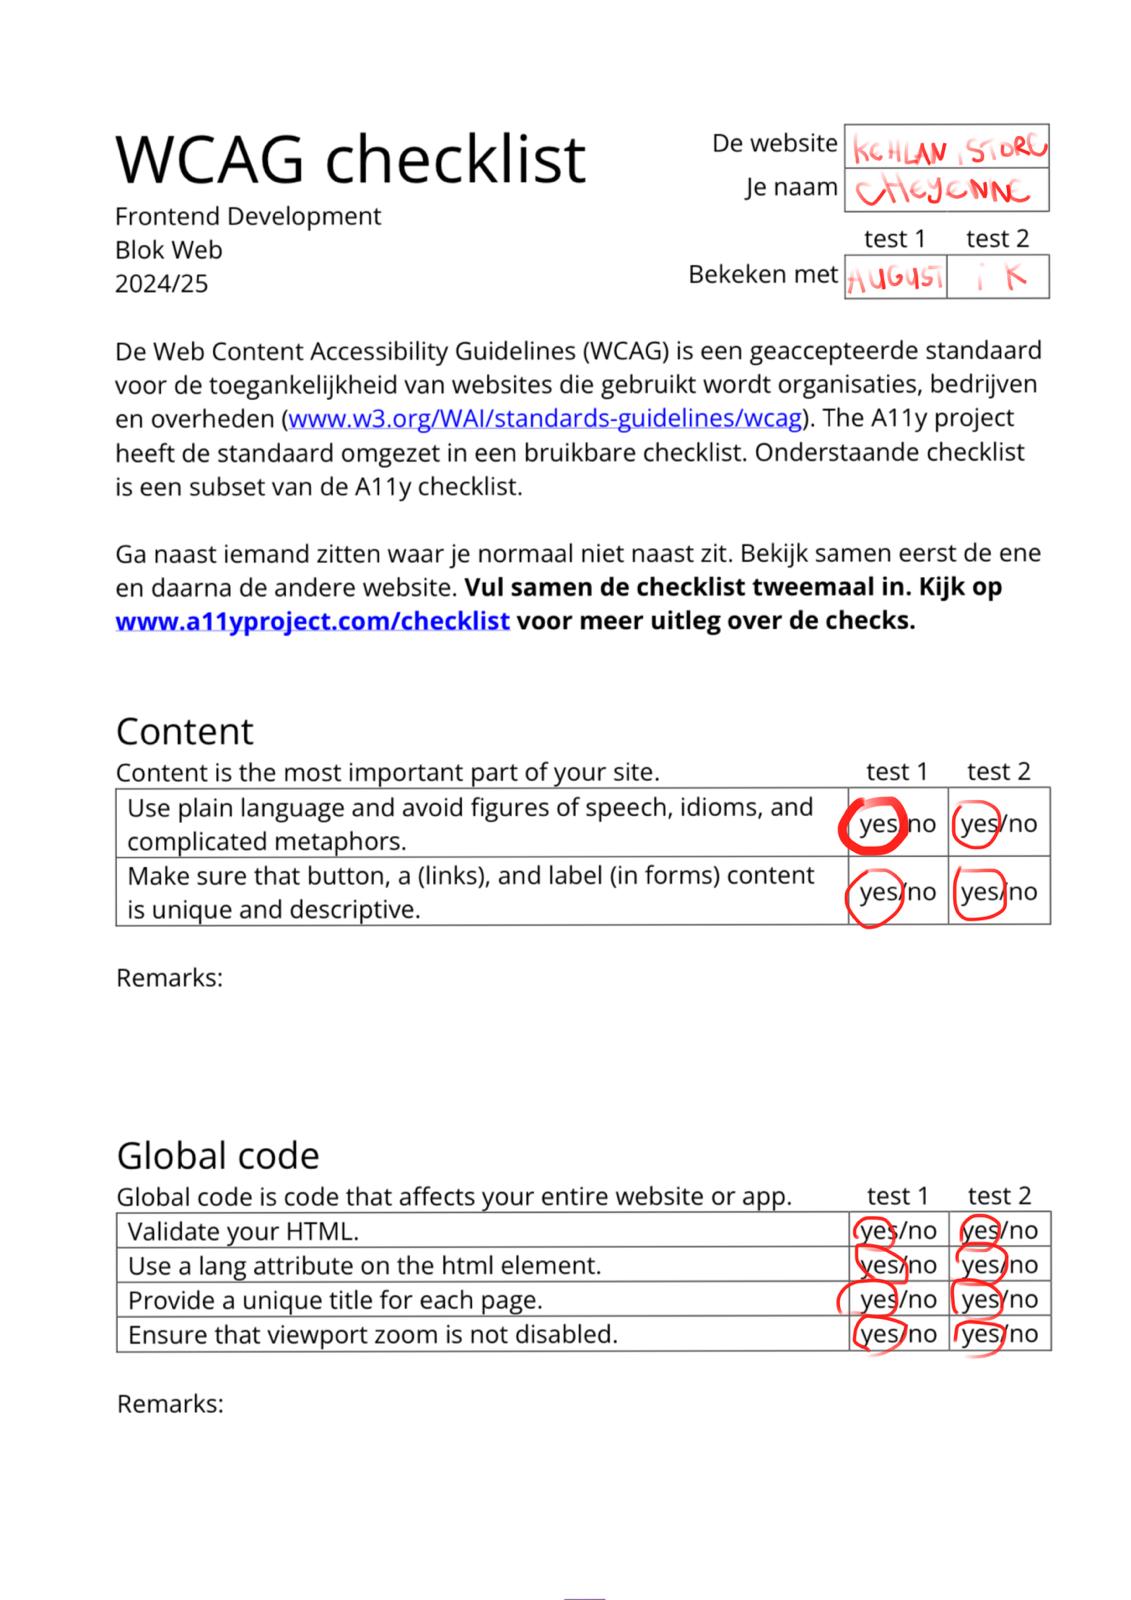 WCAG checklist
Frontend Development
Blok Web
2024/25
De website KEHLAN STORE
Je naam CHEYENNE
test 1 test 2
Bekeken met AUGUST iK
De Web Content Accessibility Guidelines (WCAG) is een geaccepteerde standaard
voor de toegankelijkheid van websites die gebruikt wordt organisaties, bedrijven
en overheden (www.w3.org/WAI/standards-guidelines/wcag). The A11y project
heeft de standaard omgezet in een bruikbare checklist. Onderstaande checklist
is een subset van de A11y checklist.
Ga naast iemand zitten waar je normaal niet naast zit. Bekijk samen eerst de ene
en daarna de andere website. Vul samen de checklist tweemaal in. Kijk op
www.a11yproject.com/checklist voor meer uitleg over de checks.
Content
Content is the most important part of your site. test 1 test 2
Use plain language and avoid figures of speech, idioms, and
complicated metaphors. yes/no yes/no
Make sure that button, a (links), and label (in forms) content
is unique and descriptive. yes/no yes/no
Remarks:
Global code
Global code is code that affects your entire website or app. test 1 test 2
Validate your HTML. yes/no yes/no
Use a lang attribute on the html element. yes/no yes/no
Provide a unique title for each page. yes/no yes/no
Ensure that viewport zoom is not disabled. yes/no yes/no
Remarks: